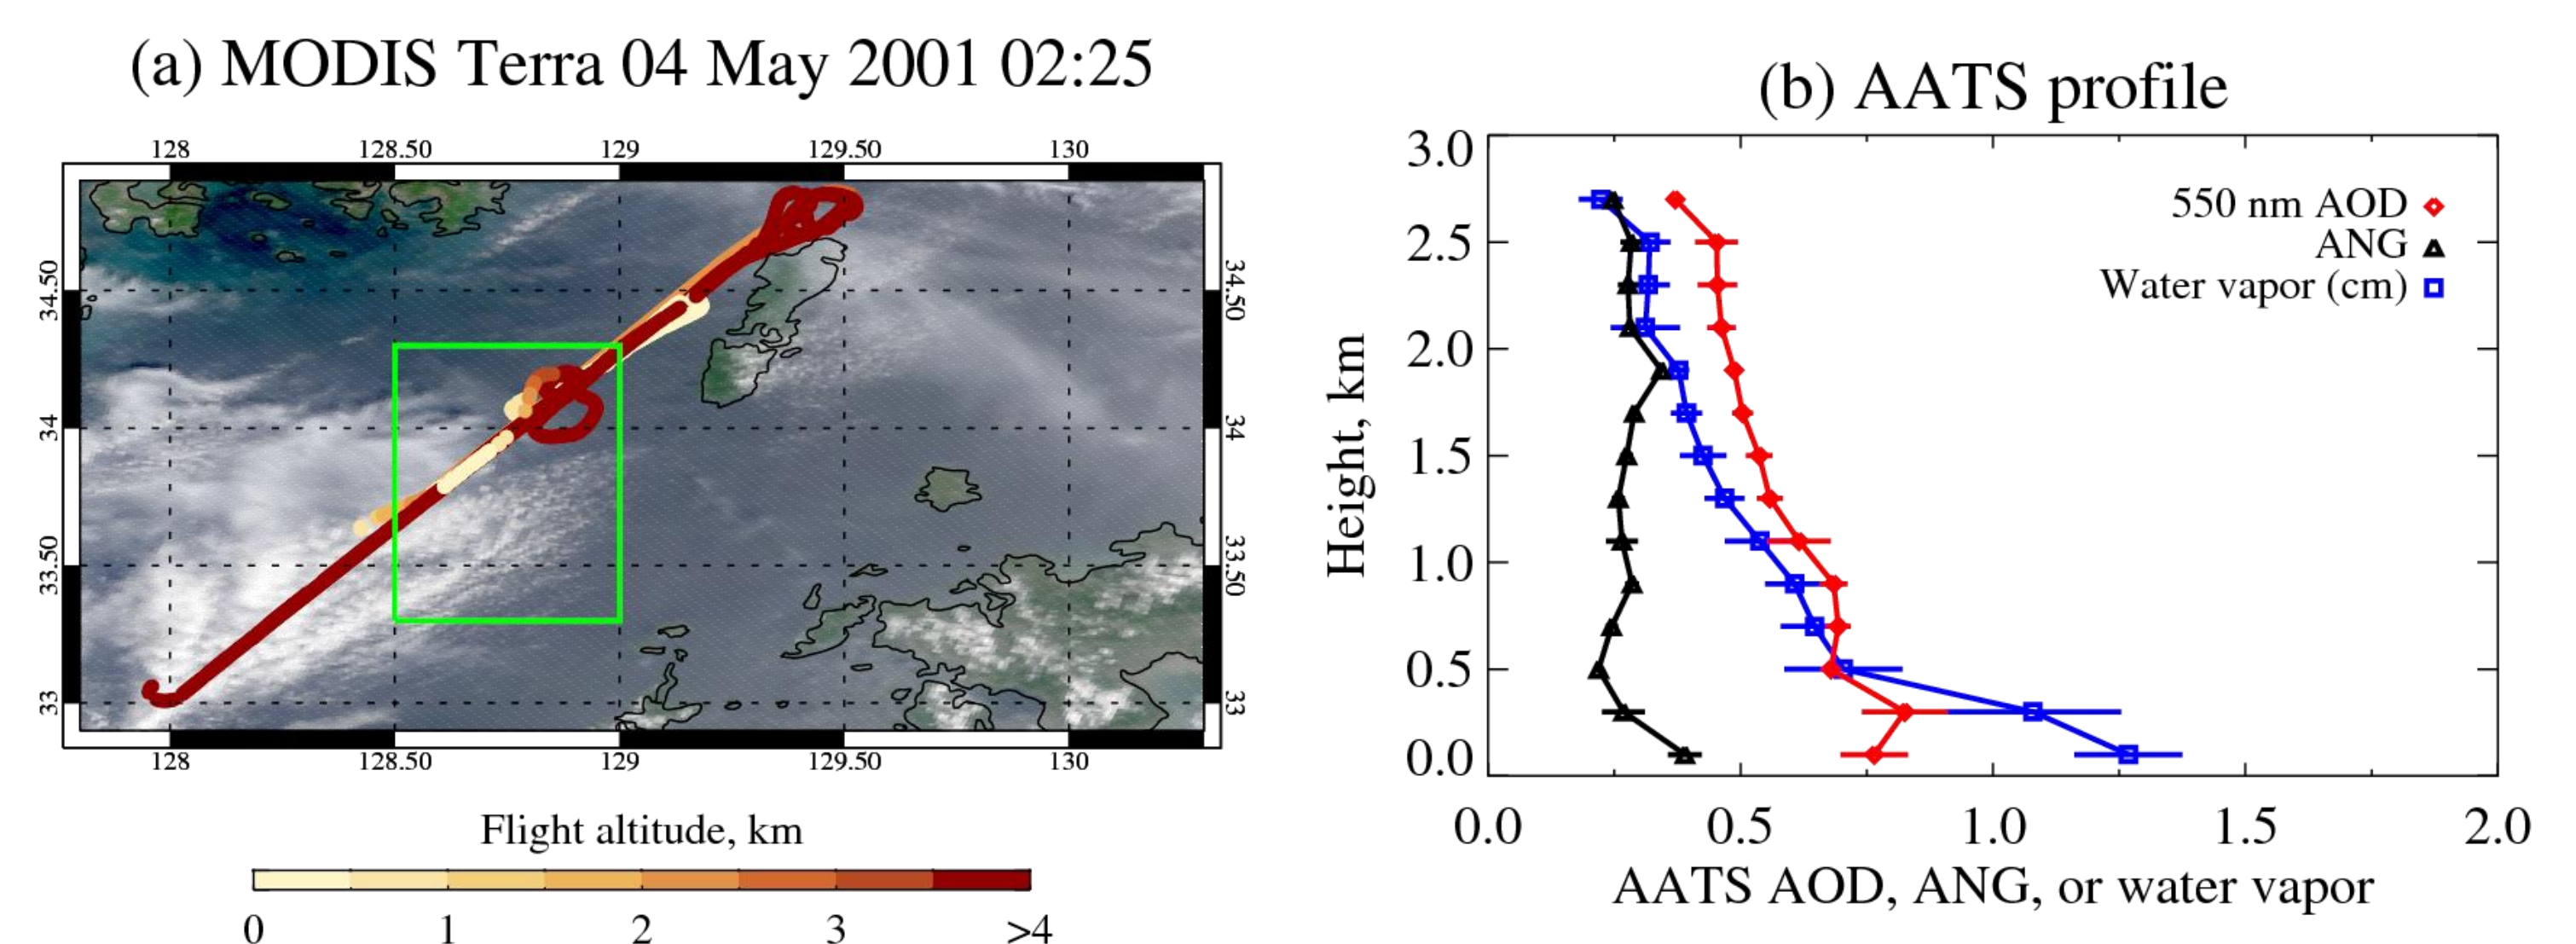 (a) MODIS Terra 04 May 2001 02:25
128 128.50 129 129.50 130
34.50 34.50
34 34
33.50 33.50
33 33
128 128.50 129 129.50 130
Flight altitude, km
0 1 2 3 >4
(b) AATS profile
3.0
2.5
2.0
1.5
1.0
0.5
0.0
Height, km
550 nm AOD
ANG
Water vapor (cm)
0.0 0.5 1.0 1.5 2.0
AATS AOD, ANG, or water vapor